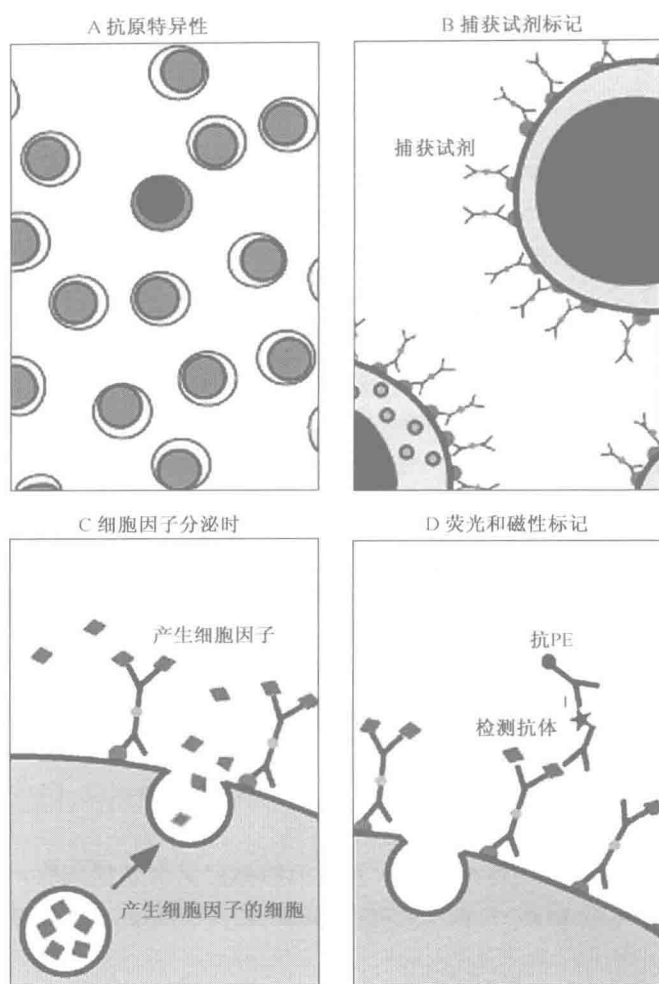 A 抗原特异性
B 捕获试剂标记
捕获试剂
C 细胞因子分泌时
D 荧光和磁性标记
产生细胞因子
抗PE
检测抗体
产生细胞因子的细胞